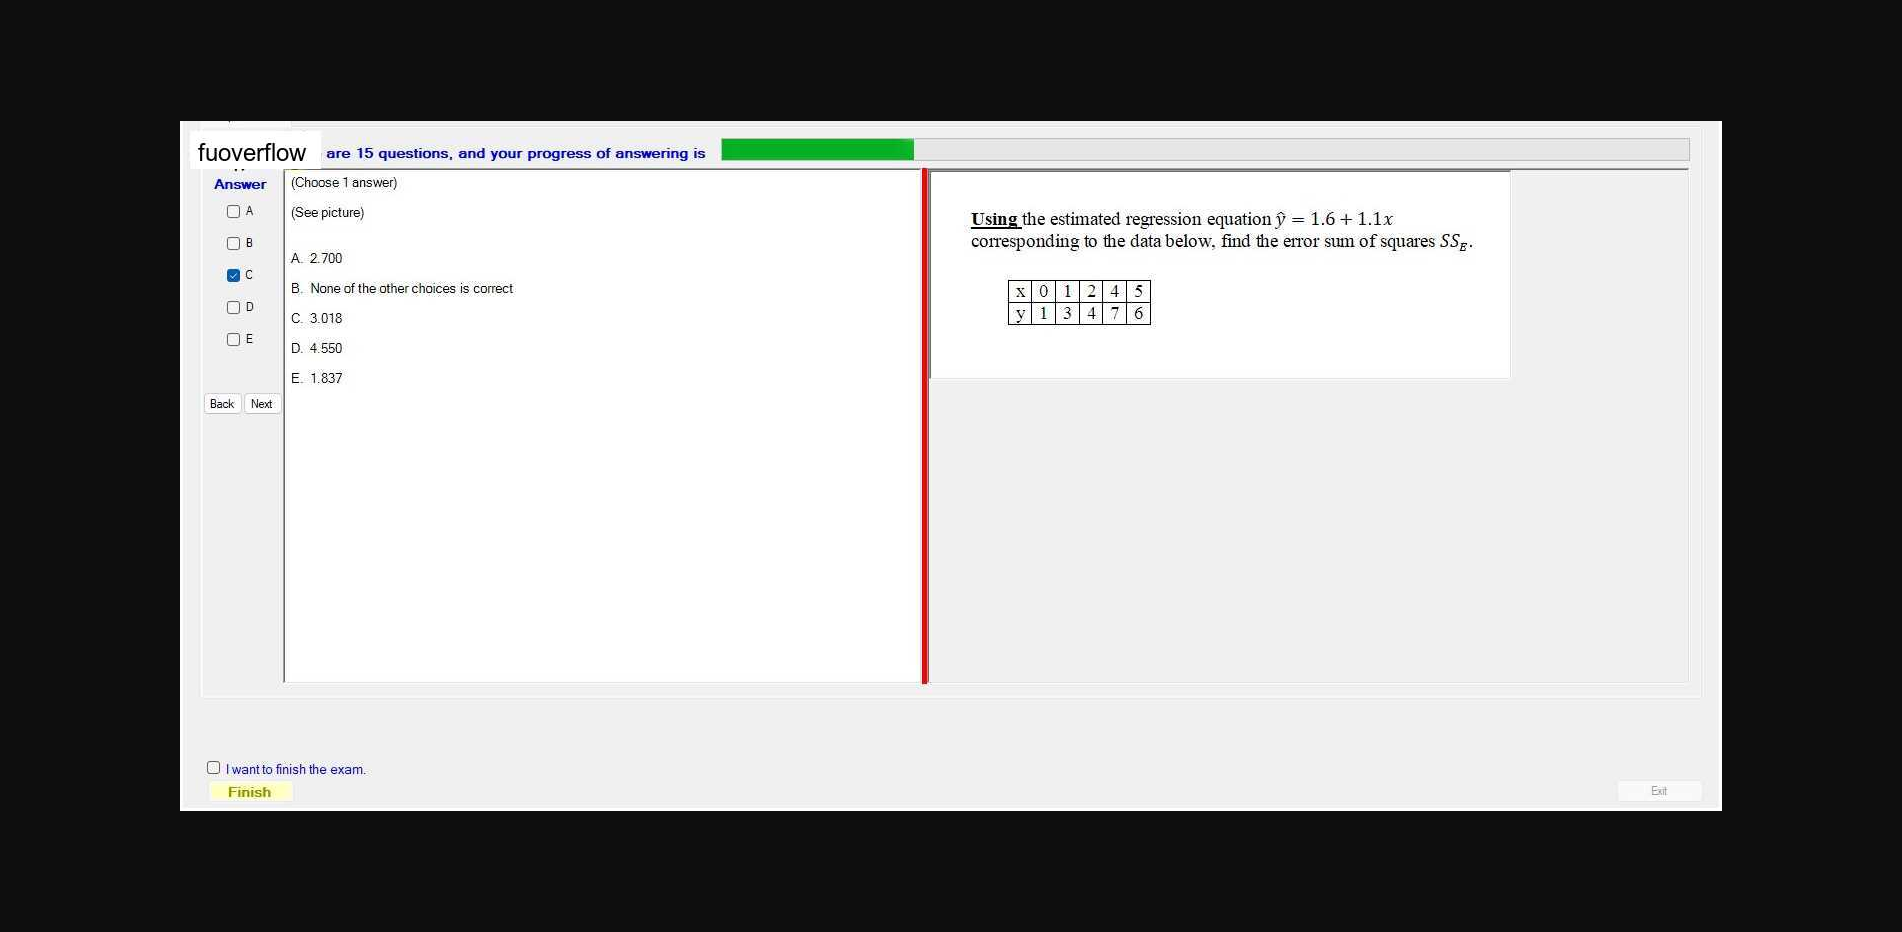 fuoverflow are 15 questions, and your progress of answering is
Answer
A
B
C
D
E
Back Next
(Choose 1 answer)
(See picture)
A. 2.700
B. None of the other choices is correct
C. 3.018
D. 4.550
E. 1.837
Using the estimated regression equation ŷ = 1.6 + 1.1x
corresponding to the data below, find the error sum of squares SS_E.
x 0 1 2 4 5
y 1 3 4 7 6
I want to finish the exam.
Finish
Exit